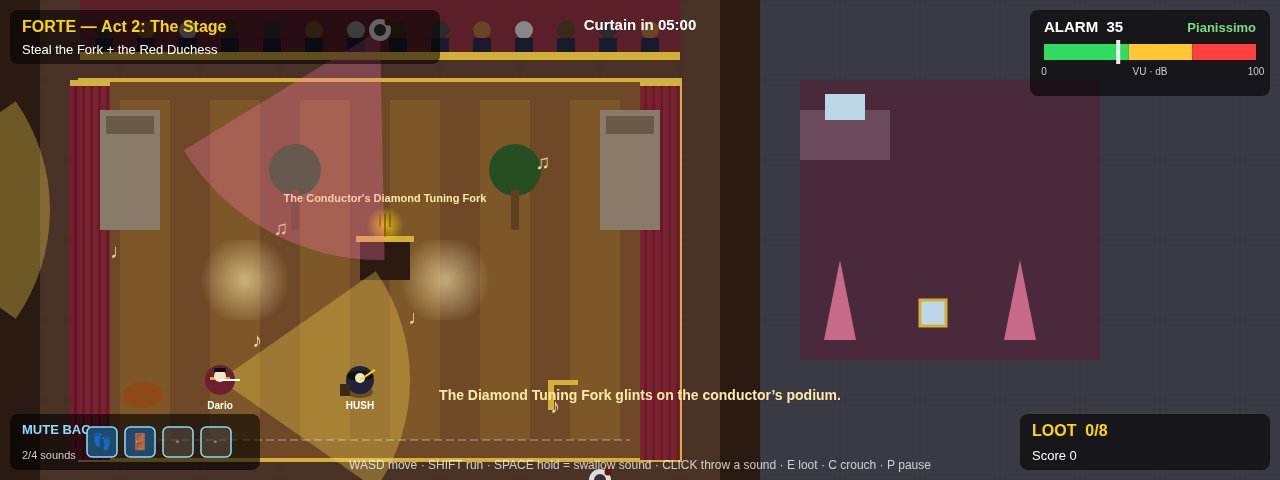 FORTE — Act 2: The Stage
Steal the Fork + the Red Duchess
Curtain in 05:00
ALARM 35 Pianissimo
0 VU · dB 100
The Conductor's Diamond Tuning Fork
Dario
HUSH
The Diamond Tuning Fork glints on the conductor’s podium.
MUTE BAG
2/4 sounds
WASD move · SHIFT run · SPACE hold = swallow sound · CLICK throw a sound · E loot · C crouch · P pause
LOOT 0/8
Score 0